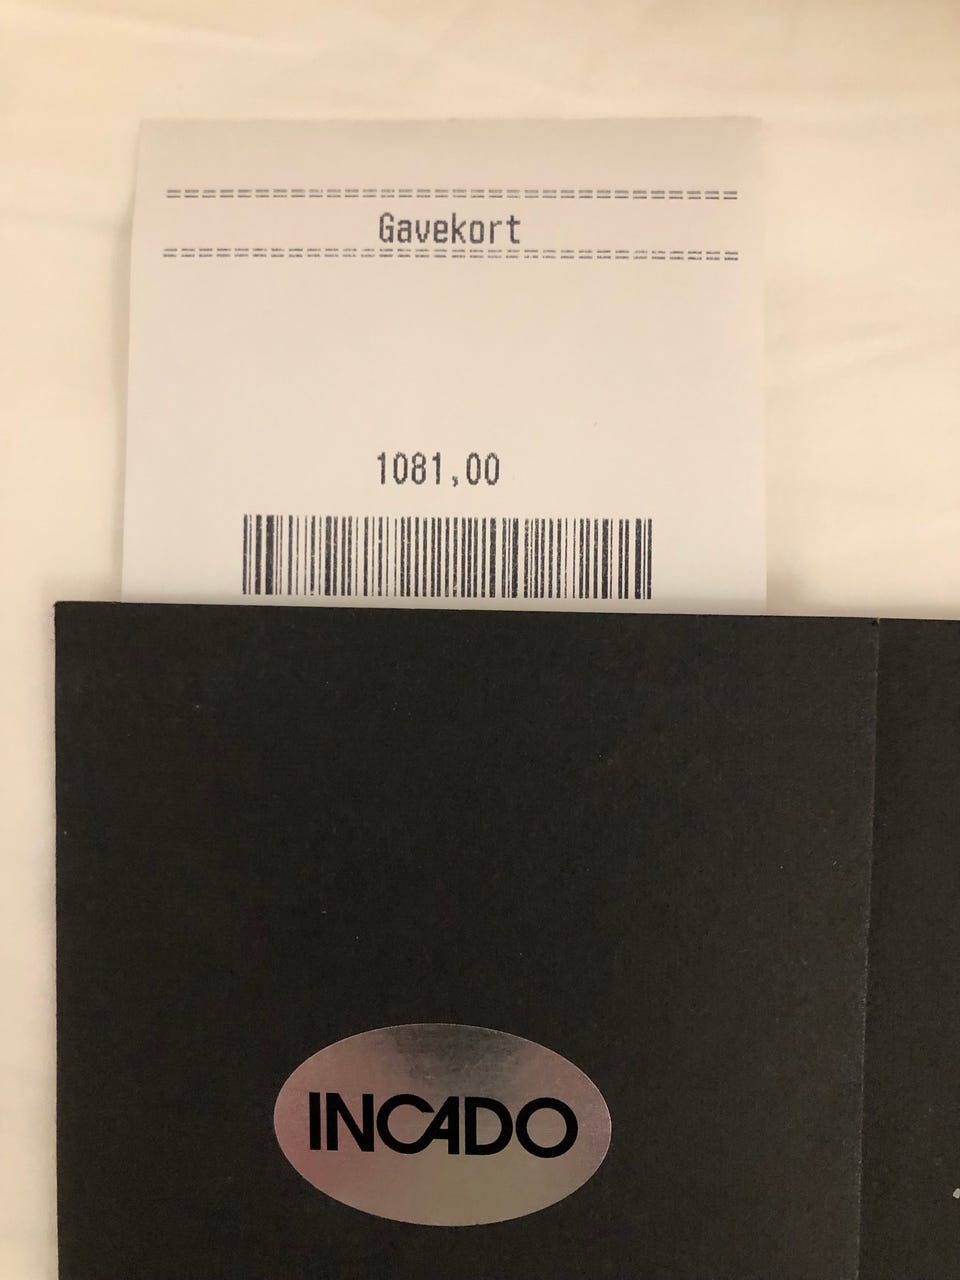 Gavekort
1081,00
INCADO